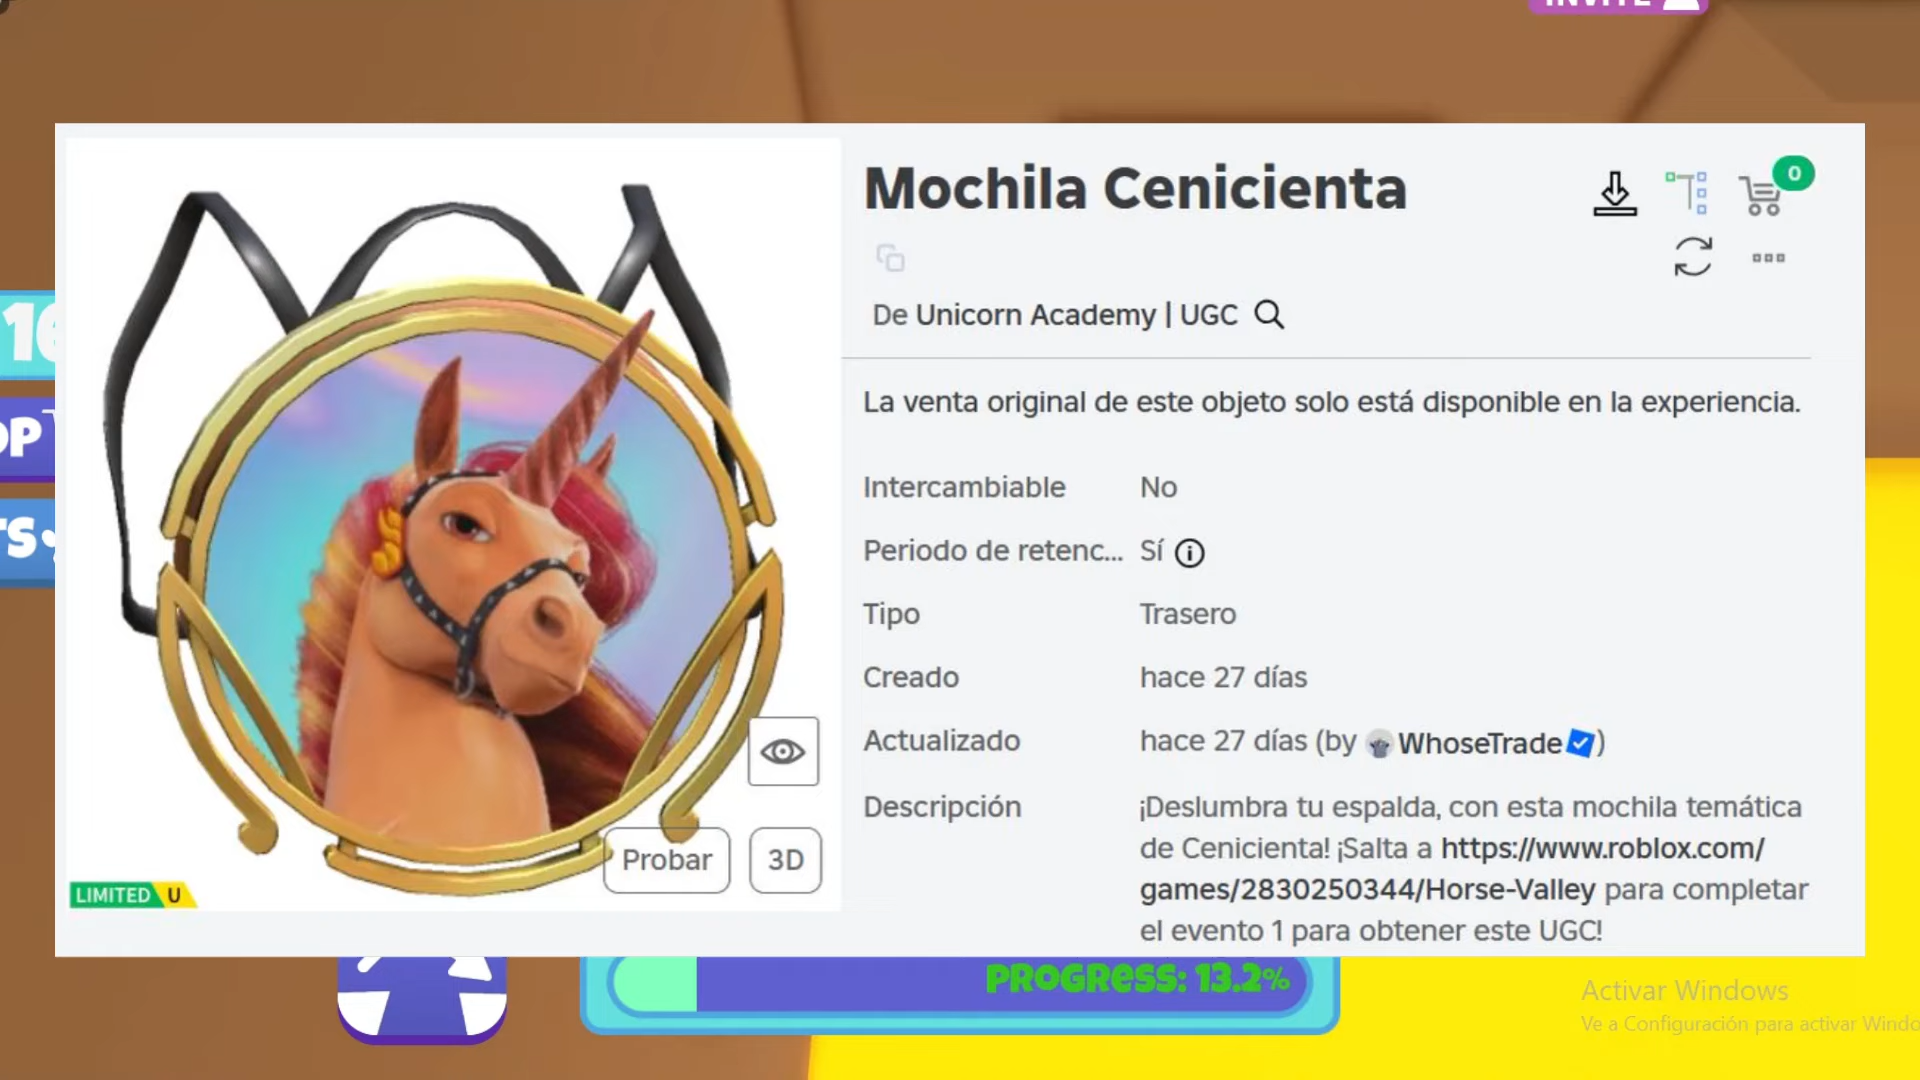 INVITE
16
OP
TS
Mochila Cenicienta
0
De Unicorn Academy | UGC
La venta original de este objeto solo está disponible en la experiencia.
Intercambiable No
Periodo de retenc... Sí
Tipo Trasero
Creado hace 27 días
Actualizado hace 27 días (by WhoseTrade)
Descripción ¡Deslumbra tu espalda, con esta mochila temática
de Cenicienta! ¡Salta a https://www.roblox.com/
games/2830250344/Horse-Valley para completar
el evento 1 para obtener este UGC!
Probar
3D
LIMITED U
PROGRESS: 13.2%
Activar Windows
Ve a Configuración para activar Windo